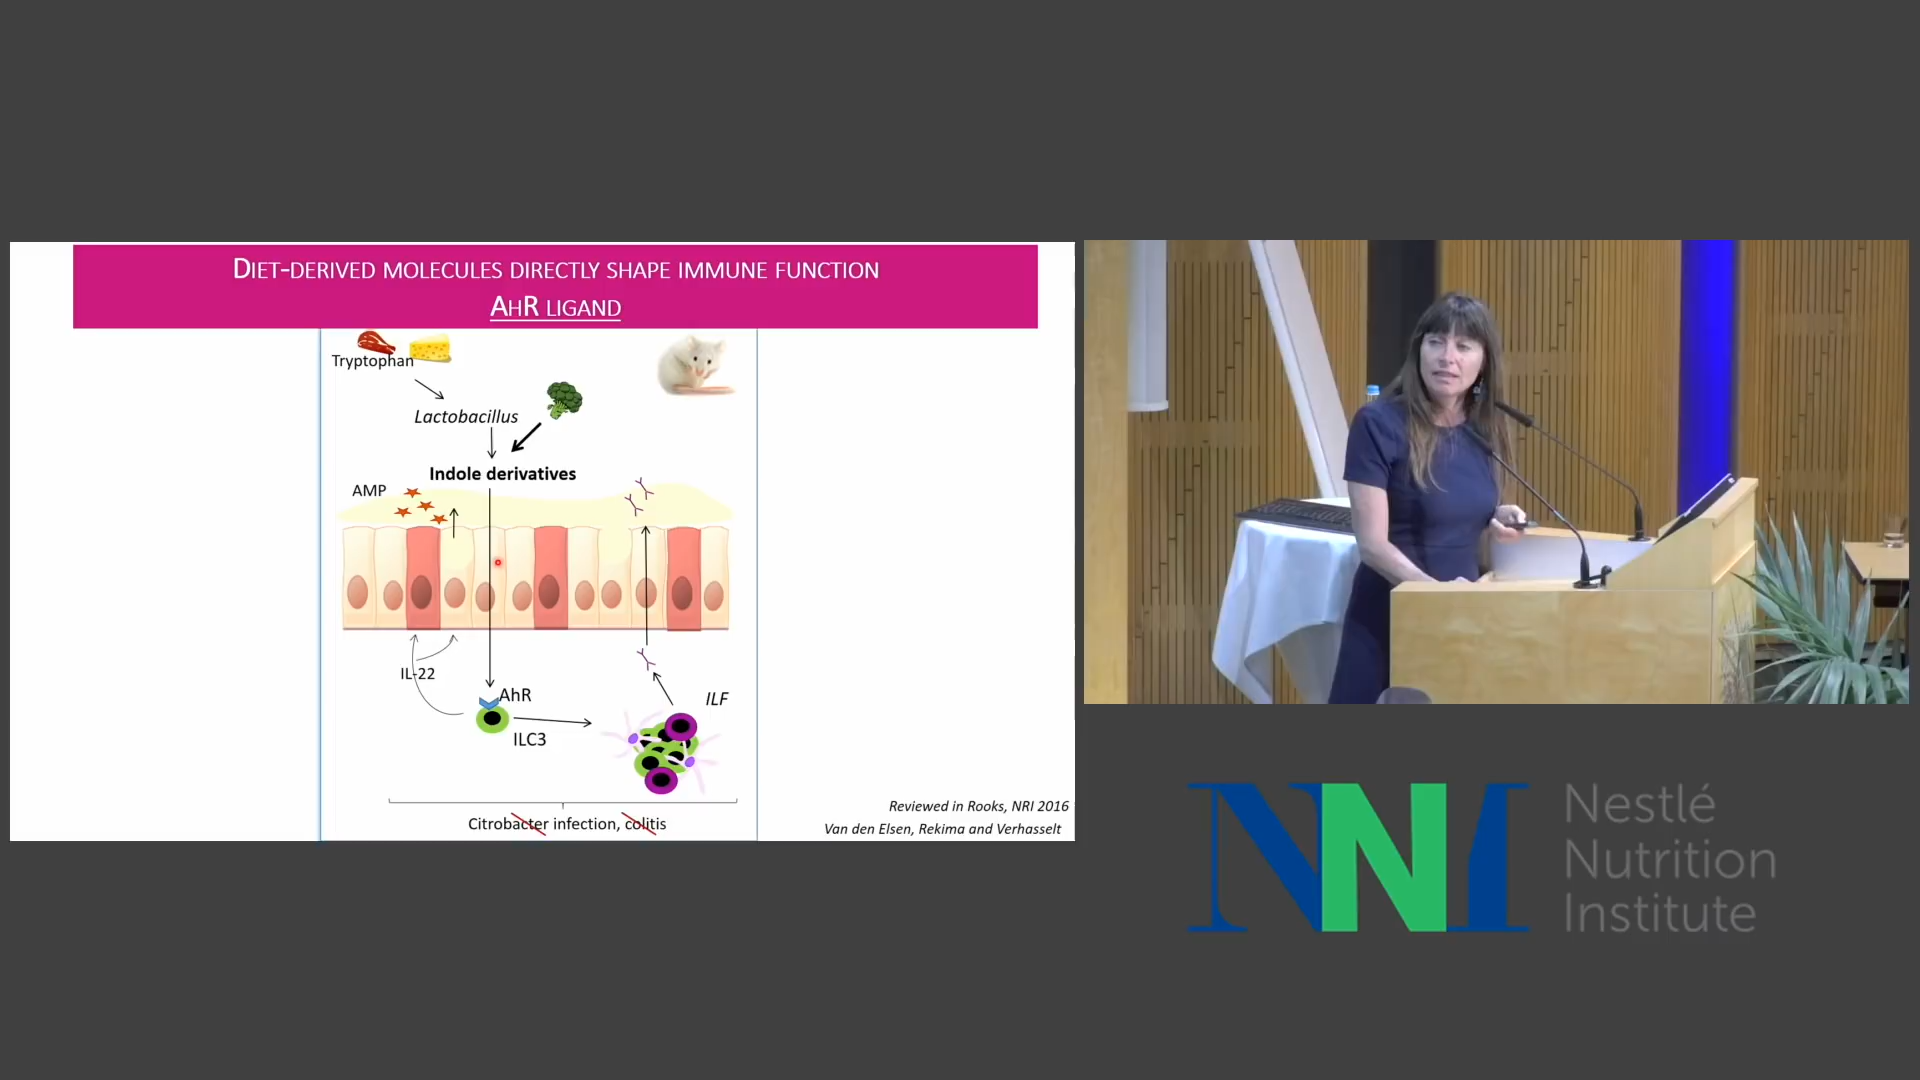 DIET-DERIVED MOLECULES DIRECTLY SHAPE IMMUNE FUNCTION
AHR LIGAND
Tryptophan
Lactobacillus
Indole derivatives
AMP
IL-22
AhR
ILC3
ILF
Citrobacter infection, colitis
Reviewed in Rooks, NRI 2016
Van den Elsen, Rekima and Verhasselt
NNI
Nestlé
Nutrition
Institute